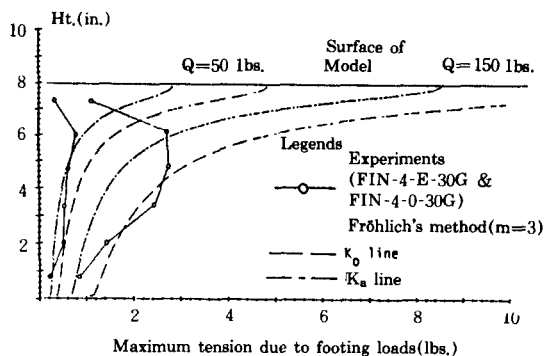 Ht.(in.)
10
8
6
4
2
Q=50 lbs.
Surface of
Model
Q=150 lbs.
Legends
Experiments
(FIN-4-E-30G &
FIN-4-0-30G)
Fröhlich's method(m=3)
K₀ line
Kₐ line
0 2 4 6 8 10
Maximum tension due to footing loads(lbs.)